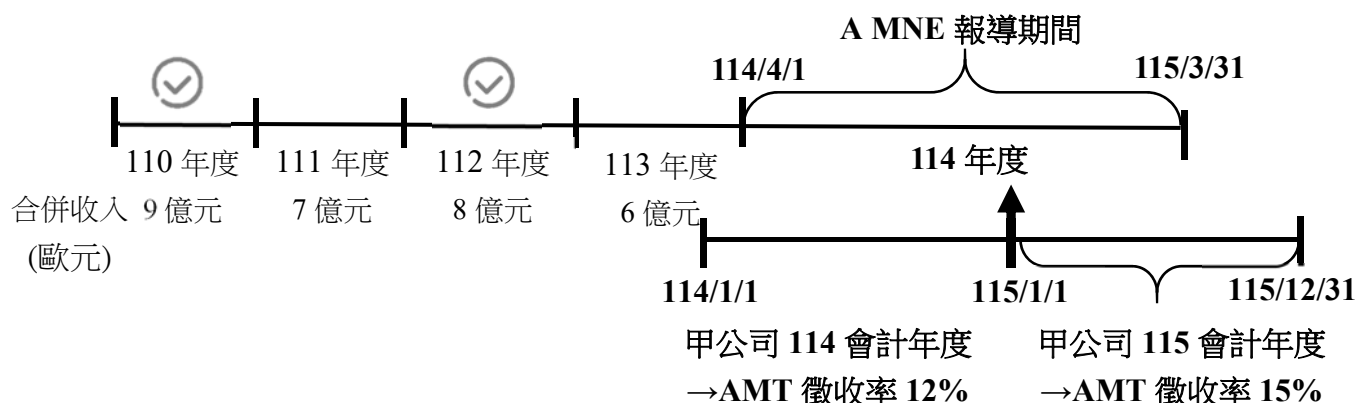 A MNE 報導期間
114/4/1 115/3/31
110 年度 111 年度 112 年度 113 年度 114 年度
合併收入 9 億元 7 億元 8 億元 6 億元
(歐元)
114/1/1 115/1/1 115/12/31
甲公司 114 會計年度 甲公司 115 會計年度
→AMT 徵收率 12% →AMT 徵收率 15%